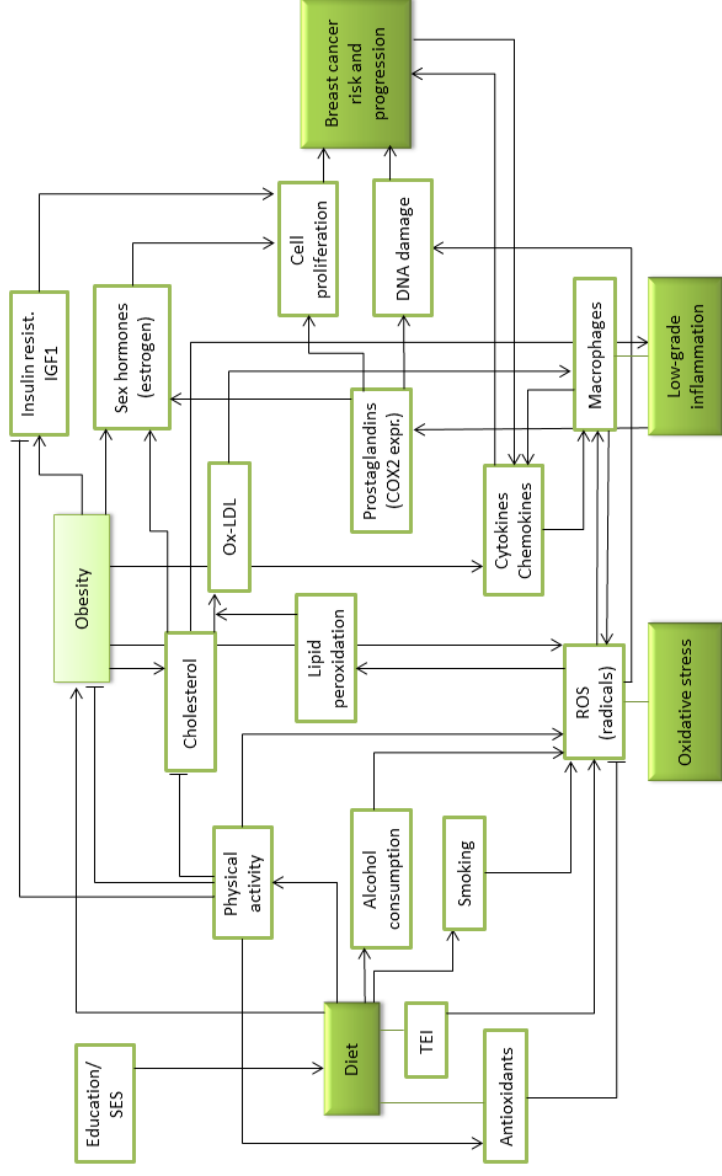 Education/
SES
Diet
TEI
Antioxidants
Physical
activity
Alcohol
consumption
Smoking
Obesity
Cholesterol
Lipid
peroxidation
ROS
(radicals)
Oxidative stress
Insulin resist.
IGF1
Sex hormones
(estrogen)
Ox-LDL
Prostaglandins
(COX2 expr.)
Cytokines
Chemokines
Macrophages
Low-grade
inflammation
Cell
proliferation
DNA damage
Breast cancer
risk and
progression